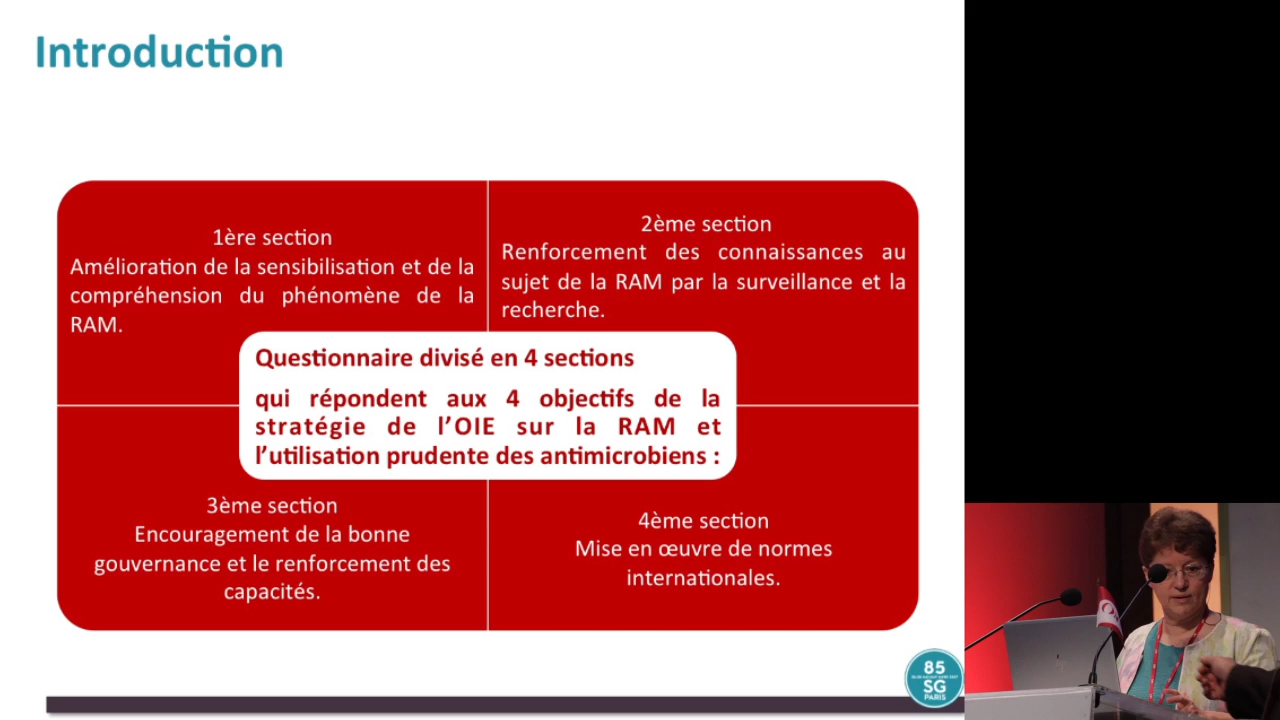 Introduction
1ère section
Amélioration de la sensibilisation et de la
compréhension du phénomène de la
RAM.
2ème section
Renforcement des connaissances au
sujet de la RAM par la surveillance et la
recherche.
Questionnaire divisé en 4 sections
qui répondent aux 4 objectifs de la
stratégie de l'OIE sur la RAM et
l'utilisation prudente des antimicrobiens :
3ème section
Encouragement de la bonne
gouvernance et le renforcement des
capacités.
4ème section
Mise en œuvre de normes
internationales.
85
SG
PARIS